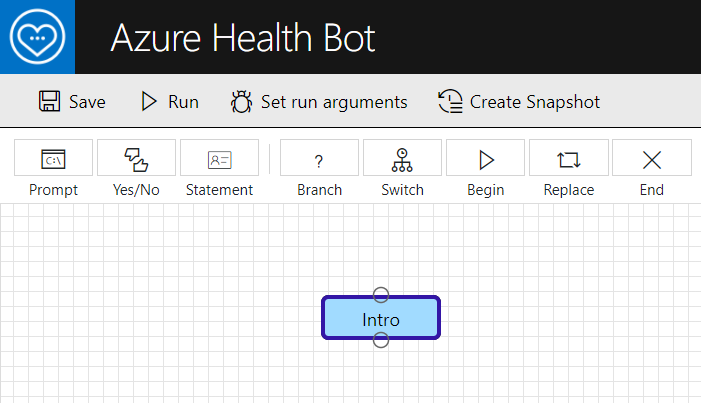 Azure Health Bot
Save Run Set run arguments Create Snapshot
C:\ ?
Prompt Yes/No Statement Branch Switch Begin Replace End
Intro